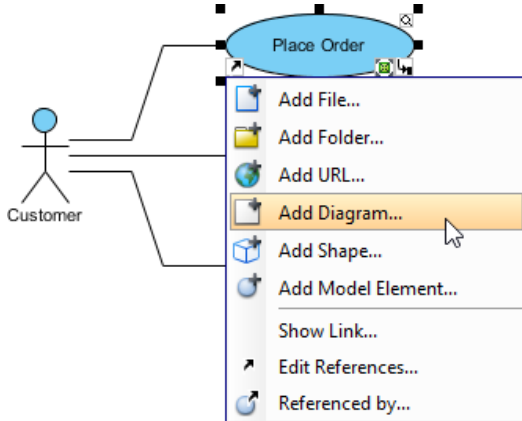 Place Order
Add File...
Add Folder...
Add URL...
Add Diagram...
Add Shape...
Add Model Element...
Show Link...
Edit References...
Referenced by...
Customer